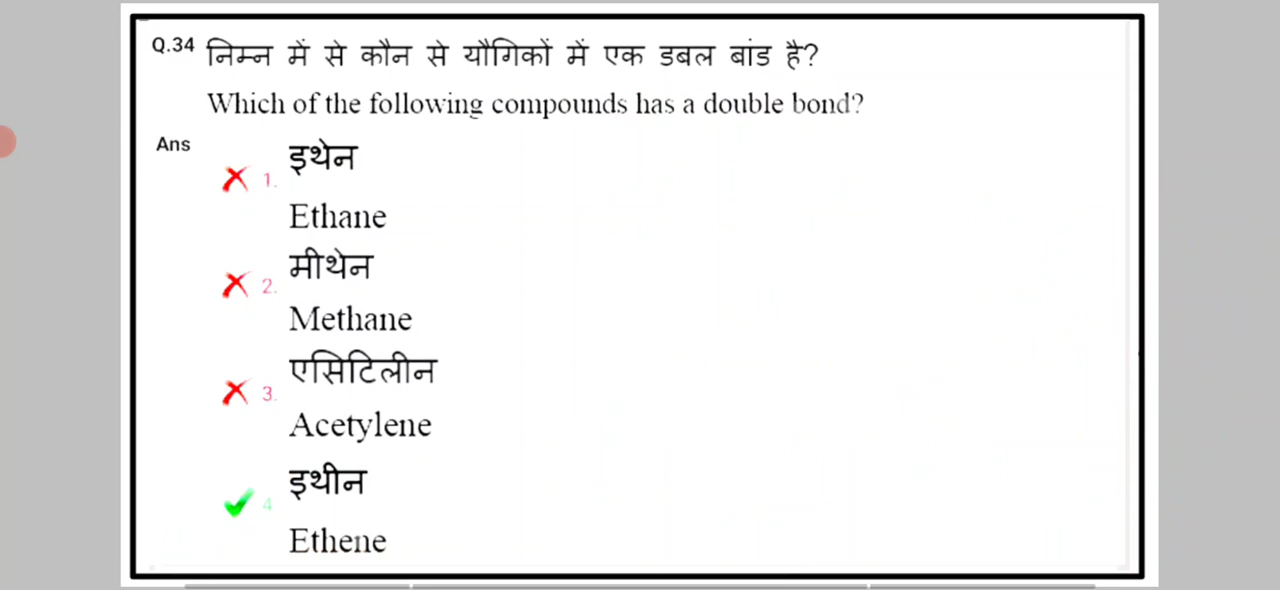 Q.34 निम्न में से कौन से यौगिकों में एक डबल बांड है?
Which of the following compounds has a double bond?
Ans
इथेन
1.
Ethane
मीथेन
2.
Methane
एसिटिलीन
3.
Acetylene
इथीन
4
Ethene